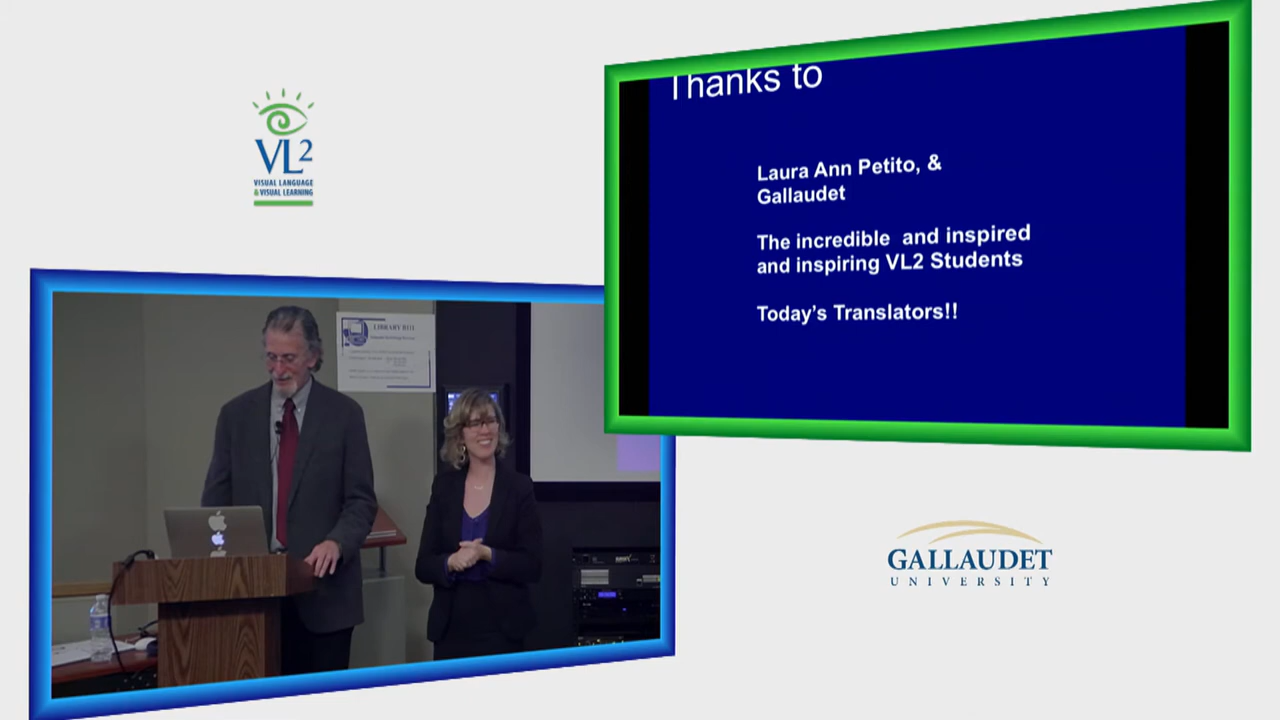 VL2
VISUAL LANGUAGE
& VISUAL LEARNING
Thanks to
Laura Ann Petito, &
Gallaudet
The incredible and inspired
and inspiring VL2 Students
Today's Translators!!
LIBRARY B111
GALLAUDET
UNIVERSITY